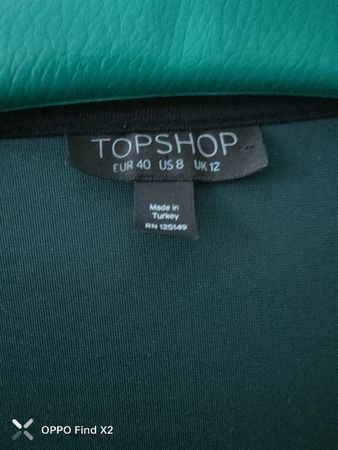 TOPSHOP
EUR 40 US 8 UK 12
Made in
Turkey
RN 125149
OPPO Find X2